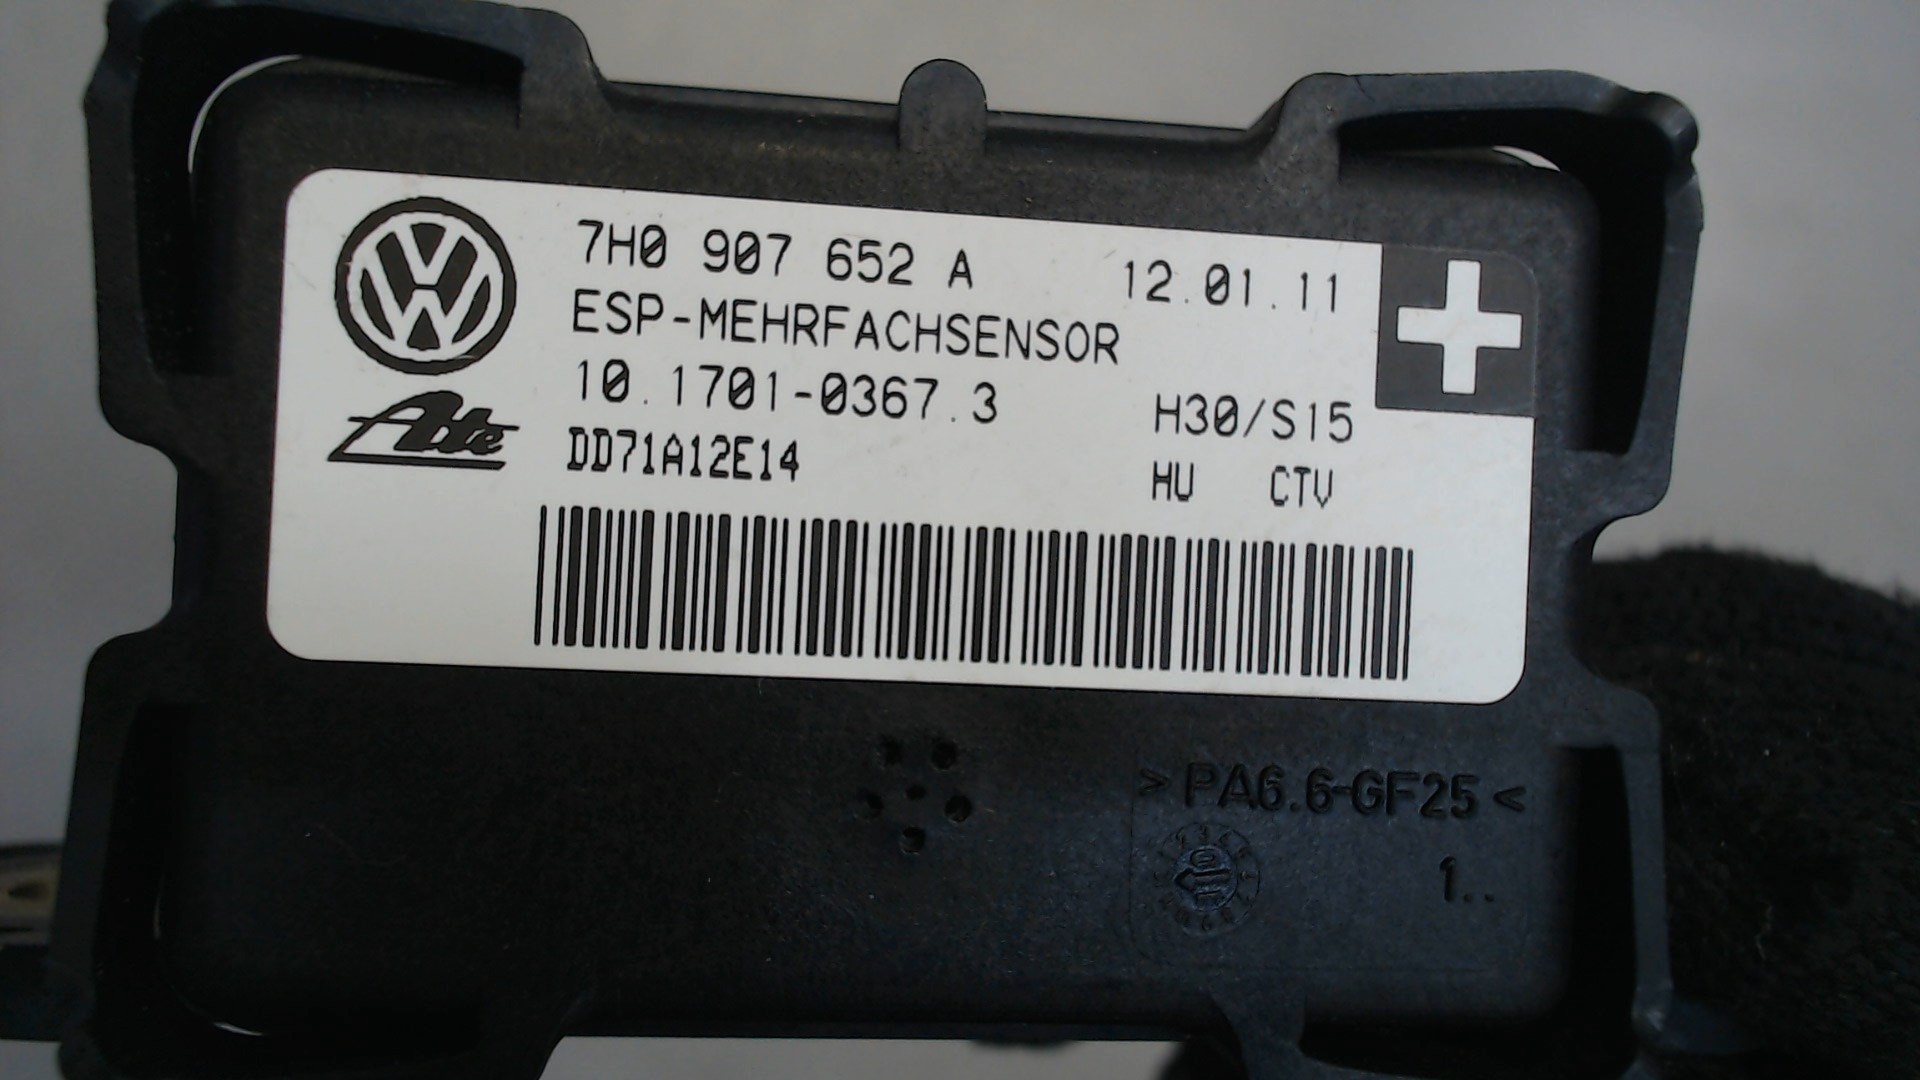 7H0 907 652 A 12.01.11
ESP-MEHRFACHSENSOR
10.1701-0367.3 H30/S15
Ate
DD71A12E14 HU CTV
>PA6.6-GF25<
1..